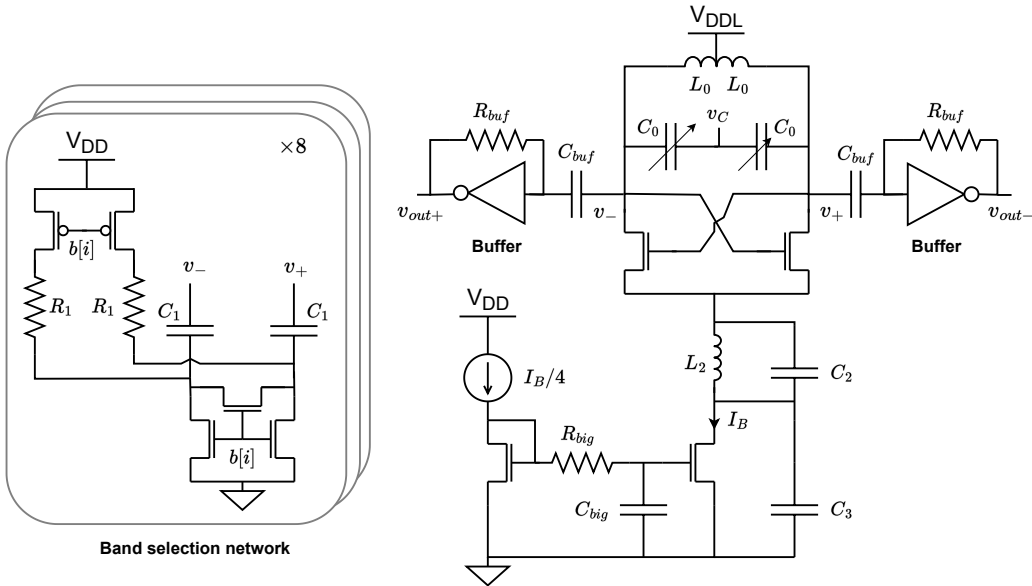 V_DD
×8
b[i]
R_1
R_1
v_−
v_+
C_1
C_1
b[i]
Band selection network
V_DDL
L_0
L_0
C_0
v_C
C_0
R_buf
C_buf
v_out+
v_−
Buffer
R_buf
C_buf
v_+
v_out−
Buffer
V_DD
I_B/4
R_big
C_big
L_2
C_2
I_B
C_3